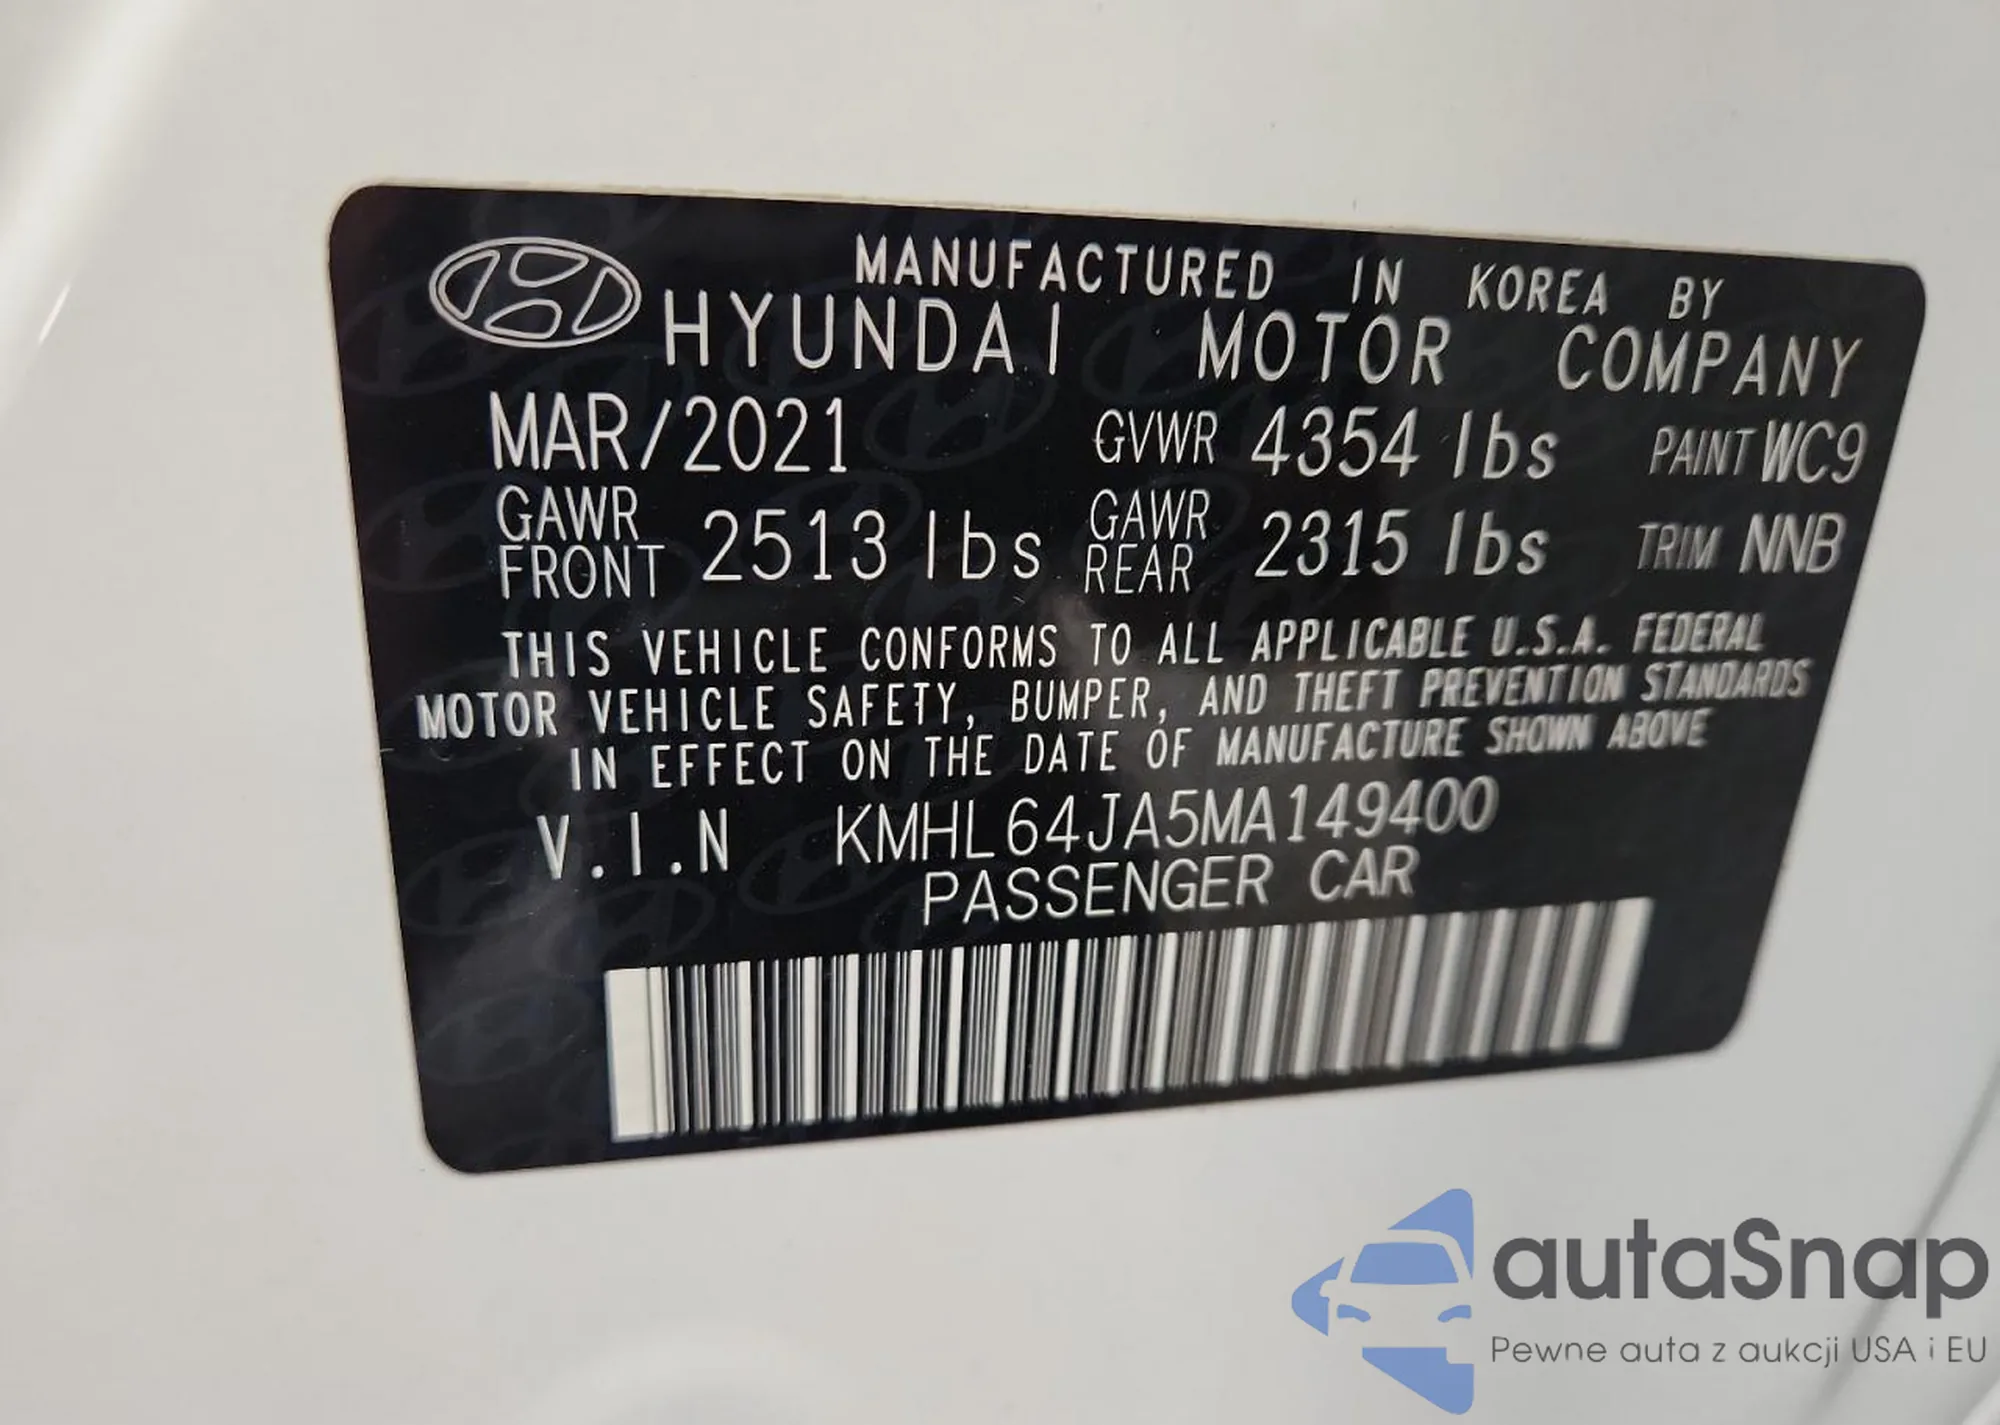 MANUFACTURED IN KOREA BY
HYUNDAI MOTOR COMPANY
MAR/2021 GVWR 4354 lbs PAINT WC9
GAWR FRONT 2513 lbs GAWR REAR 2315 lbs TRIM NNB
THIS VEHICLE CONFORMS TO ALL APPLICABLE U.S.A. FEDERAL
MOTOR VEHICLE SAFETY, BUMPER, AND THEFT PREVENTION STANDARDS
IN EFFECT ON THE DATE OF MANUFACTURE SHOWN ABOVE
V.I.N KMHL64JA5MA149400
PASSENGER CAR
autaSnap
Pewne auta z aukcji USA i EU